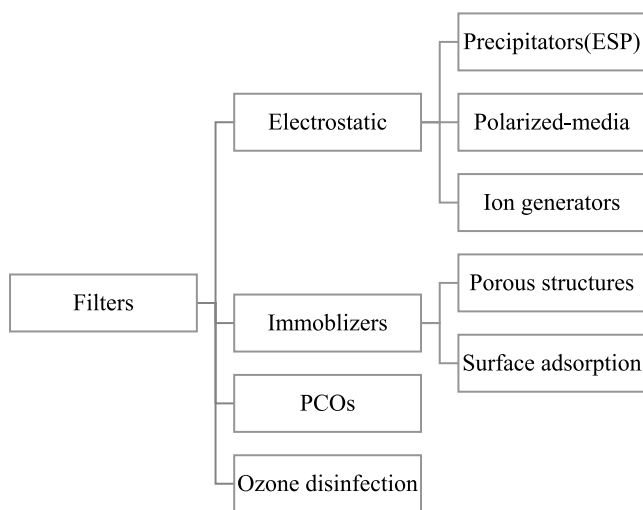 Filters
Electrostatic
Precipitators(ESP)
Polarized-media
Ion generators
Immoblizers
Porous structures
Surface adsorption
PCOs
Ozone disinfection